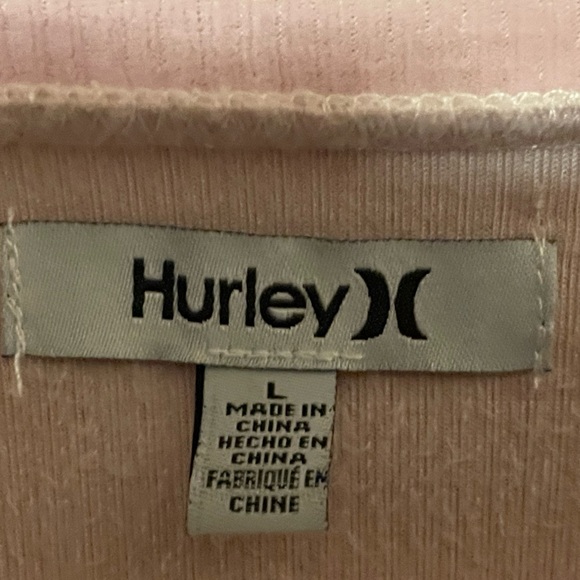 Hurley
L
MADE IN
CHINA
HECHO EN
CHINA
FABRIQUÉ EN
CHINE